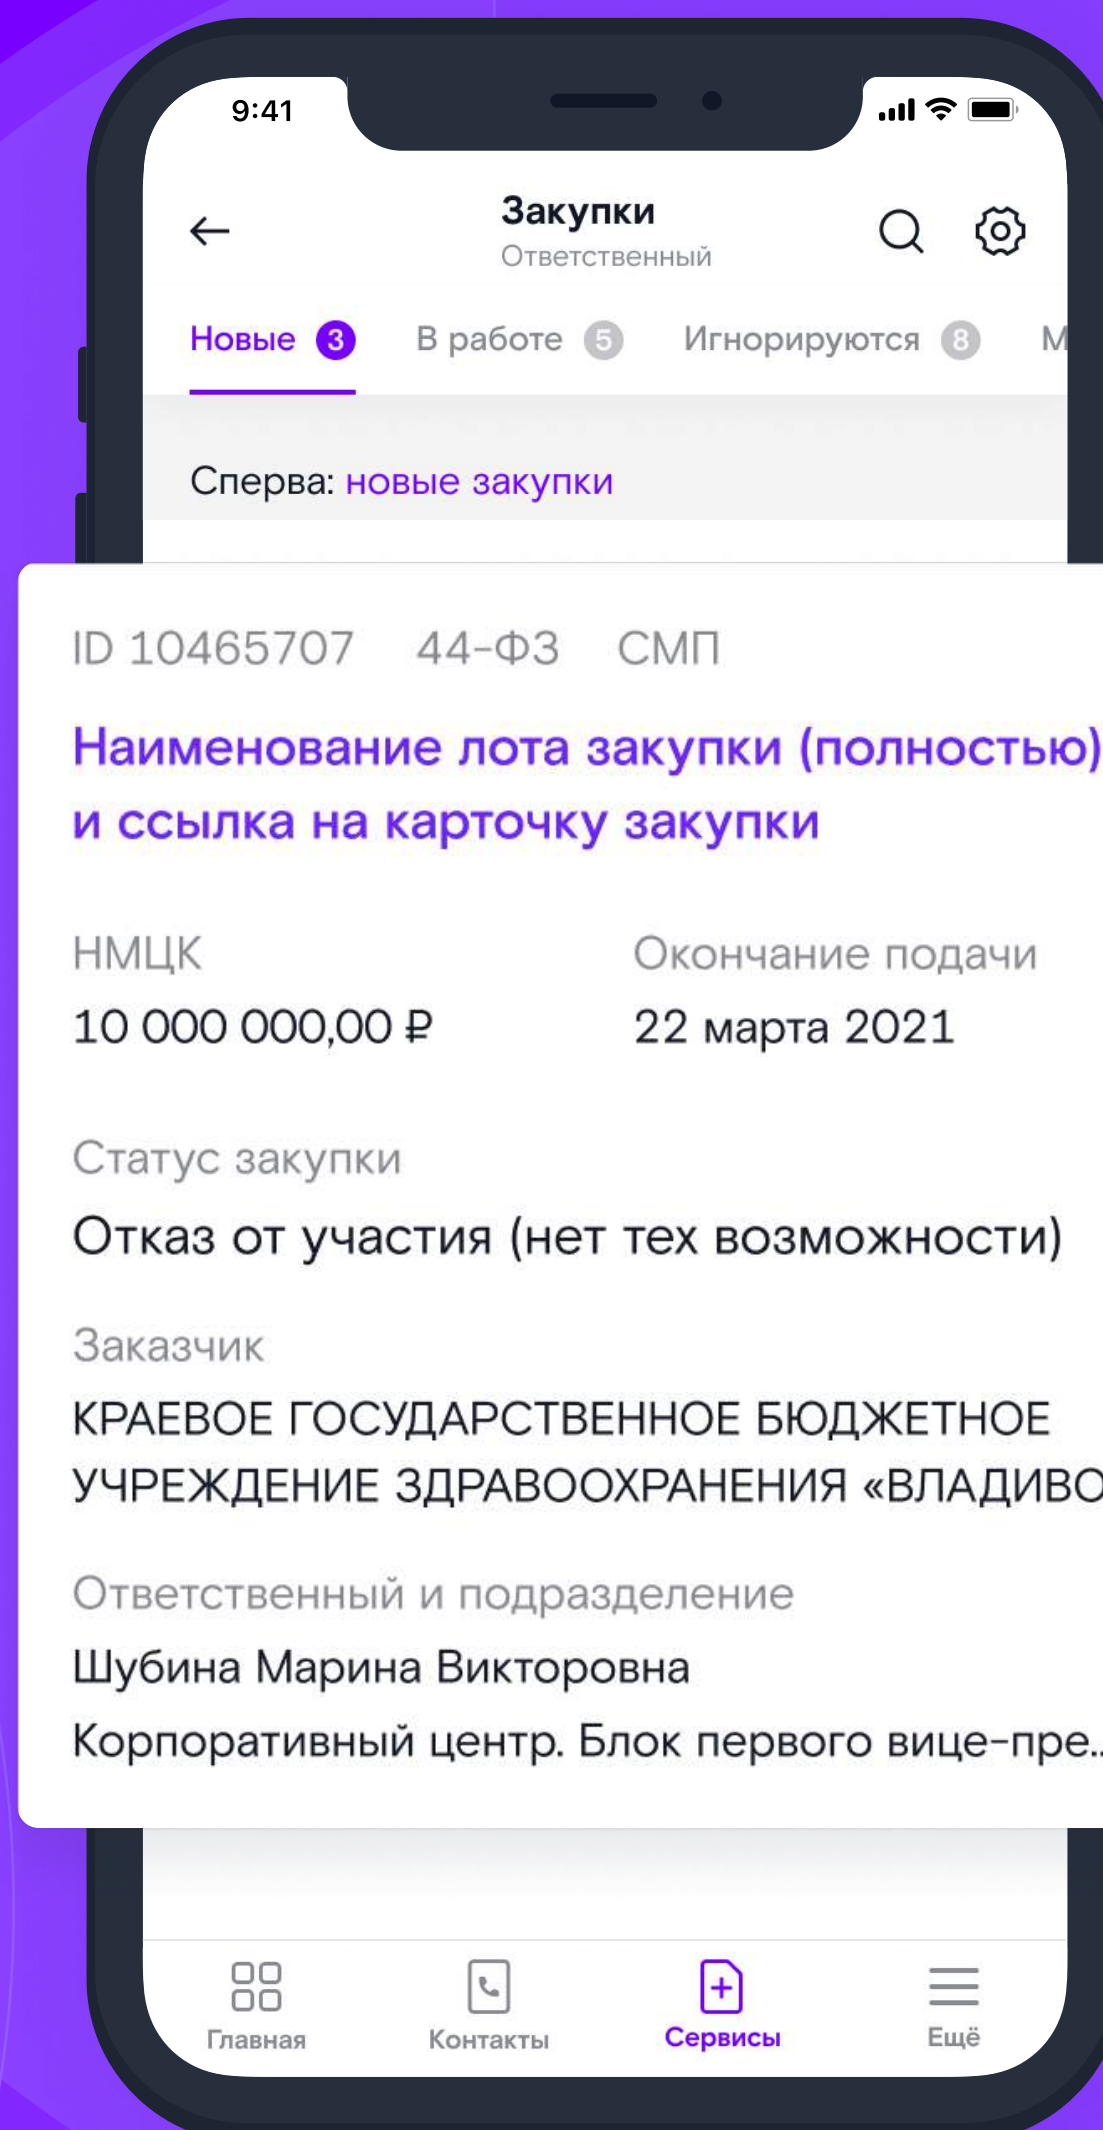 9:41
Закупки
Ответственный
Новые 3 В работе 5 Игнорируются 8 М
Сперва: новые закупки
ID 10465707 44-ФЗ СМП
Наименование лота закупки (полностью)
и ссылка на карточку закупки
НМЦК Окончание подачи
10 000 000,00 ₽ 22 марта 2021
Статус закупки
Отказ от участия (нет тех возможности)
Заказчик
КРАЕВОЕ ГОСУДАРСТВЕННОЕ БЮДЖЕТНОЕ
УЧРЕЖДЕНИЕ ЗДРАВООХРАНЕНИЯ «ВЛАДИВО
Ответственный и подразделение
Шубина Марина Викторовна
Корпоративный центр. Блок первого вице-пре..
Главная Контакты Сервисы Ещё